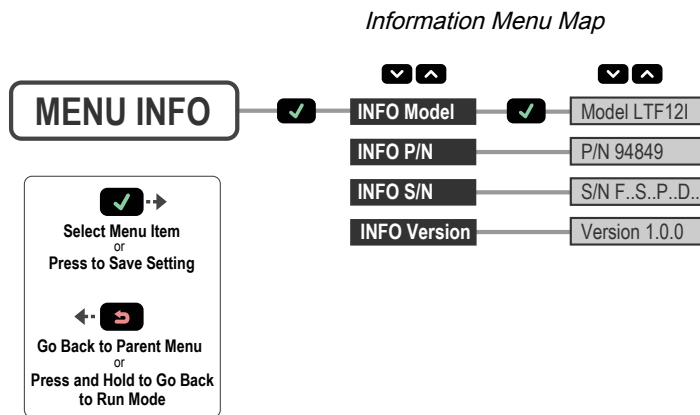 Information Menu Map
MENU INFO
INFO Model
Model LTF12I
INFO P/N
P/N 94849
INFO S/N
S/N F..S..P..D..
INFO Version
Version 1.0.0
Select Menu Item
or
Press to Save Setting
Go Back to Parent Menu
or
Press and Hold to Go Back
to Run Mode